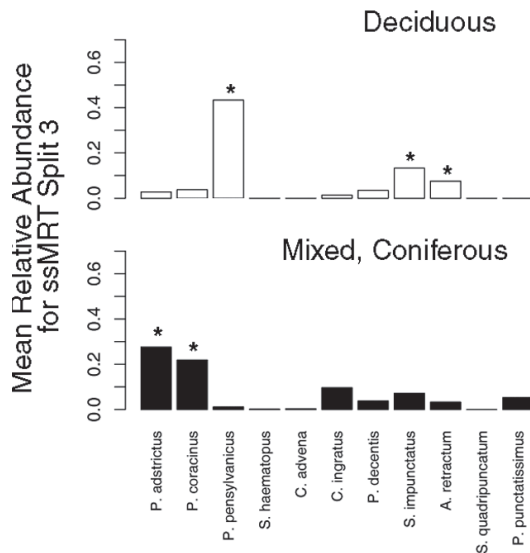 Deciduous
Mean Relative Abundance
for ssMRT Split 3
0.6
0.4
0.2
0.0
*
*
*
Mixed, Coniferous
0.6
0.4
0.2
0.0
*
*
P. adstrictus
P. coracinus
P. pensylvanicus
S. haematopus
C. advena
C. ingratus
P. decentis
S. impunctatus
A. retractum
S. quadripuncatum
P. punctatissimus